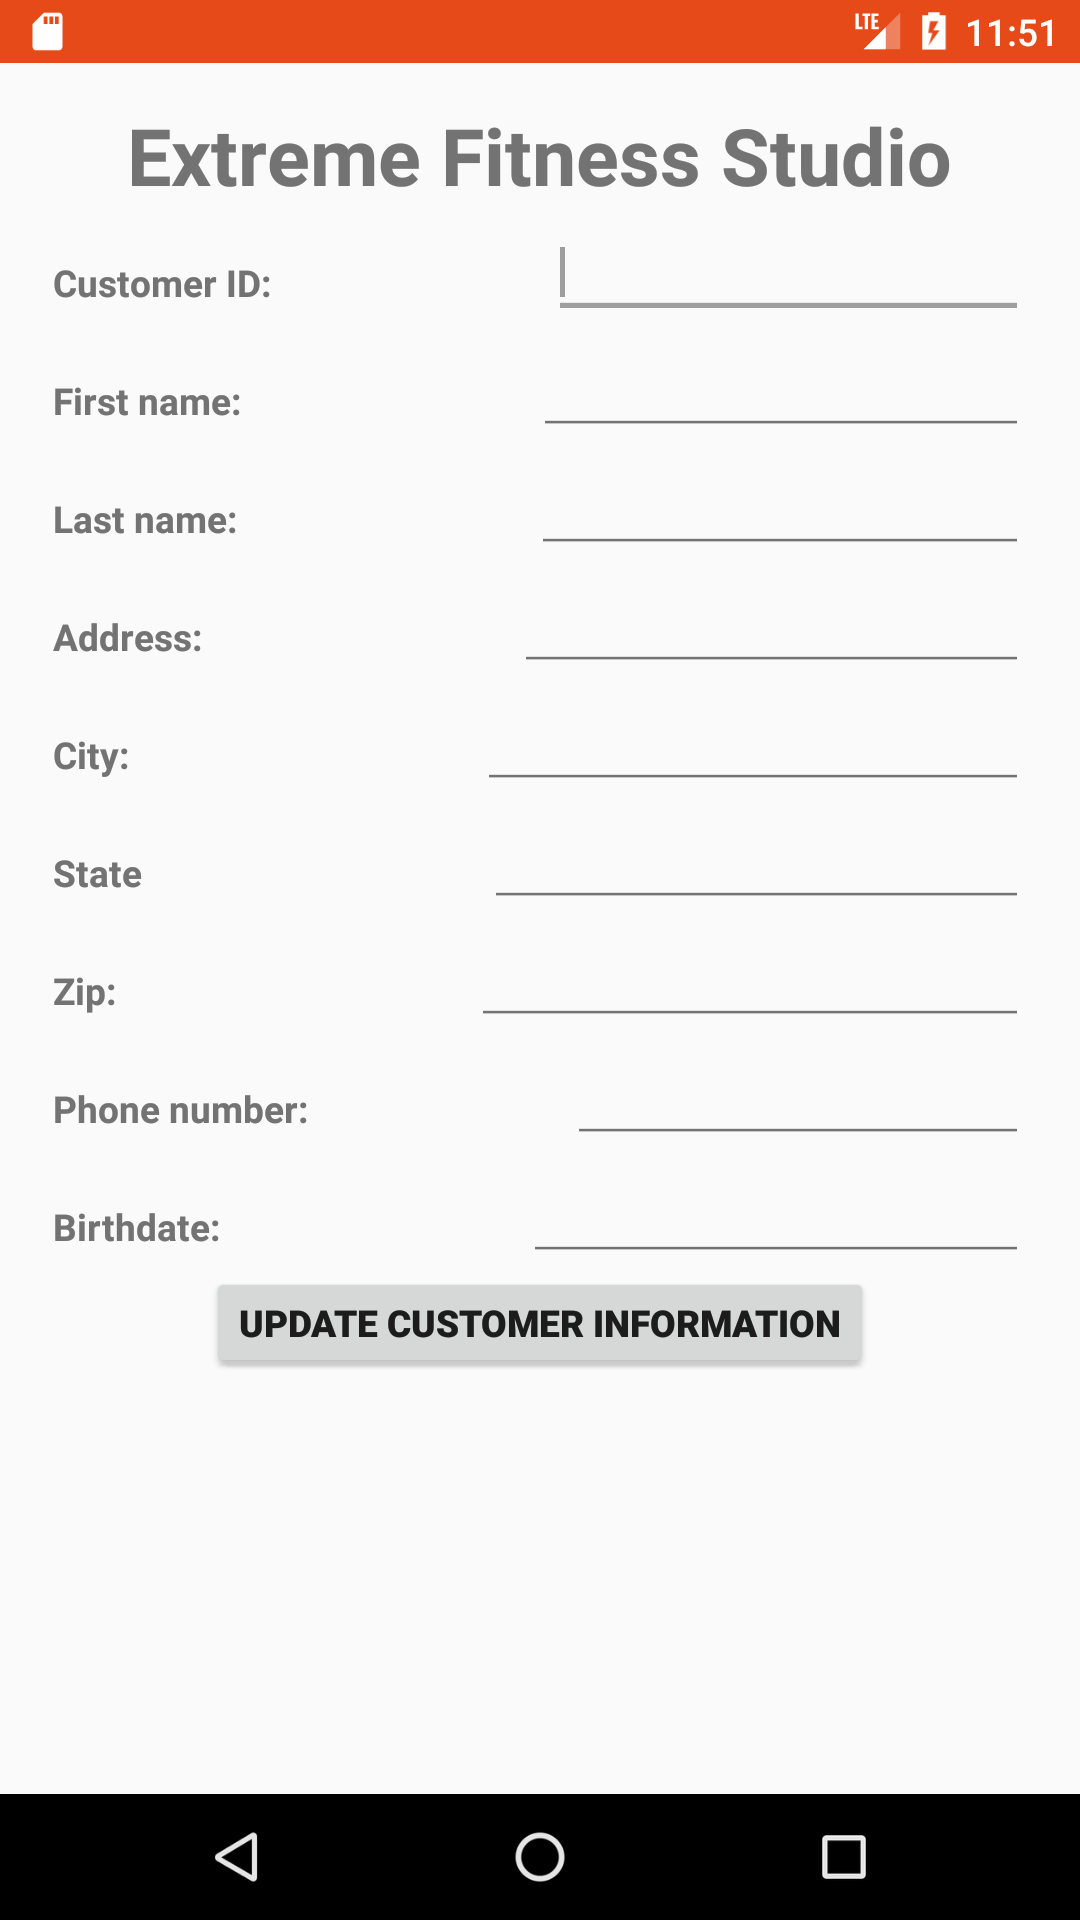 LTE 11:51
Extreme Fitness Studio
Customer ID:
First name:
Last name:
Address:
City:
State
Zip:
Phone number:
Birthdate:
UPDATE CUSTOMER INFORMATION